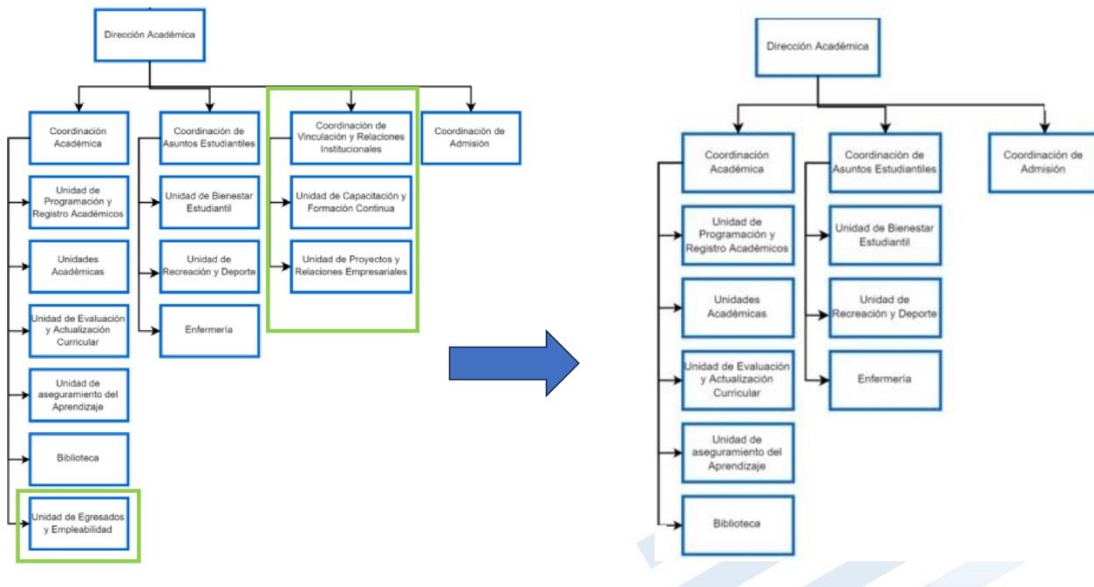 Dirección Académica
Coordinación
Académica
Coordinación de
Asuntos Estudiantiles
Coordinación de
Vinculación y Relaciones
Institucionales
Coordinación de
Admisión
Unidad de
Programación y
Registro Académicos
Unidad de Bienestar
Estudiantil
Unidad de Capacitación y
Formación Continua
Unidades
Académicas
Unidad de
Recreación y Deporte
Unidad de Proyectos y
Relaciones Empresariales
Unidad de Evaluación
y Actualización
Curricular
Enfermería
Unidad de
aseguramiento del
Aprendizaje
Biblioteca
Unidad de Egresados
y Empleabilidad
Dirección Académica
Coordinación
Académica
Coordinación de
Asuntos Estudiantiles
Coordinación de
Admisión
Unidad de
Programación y
Registro Académicos
Unidad de Bienestar
Estudiantil
Unidades
Académicas
Unidad de
Recreación y Deporte
Unidad de Evaluación
y Actualización
Curricular
Enfermería
Unidad de
aseguramiento del
Aprendizaje
Biblioteca